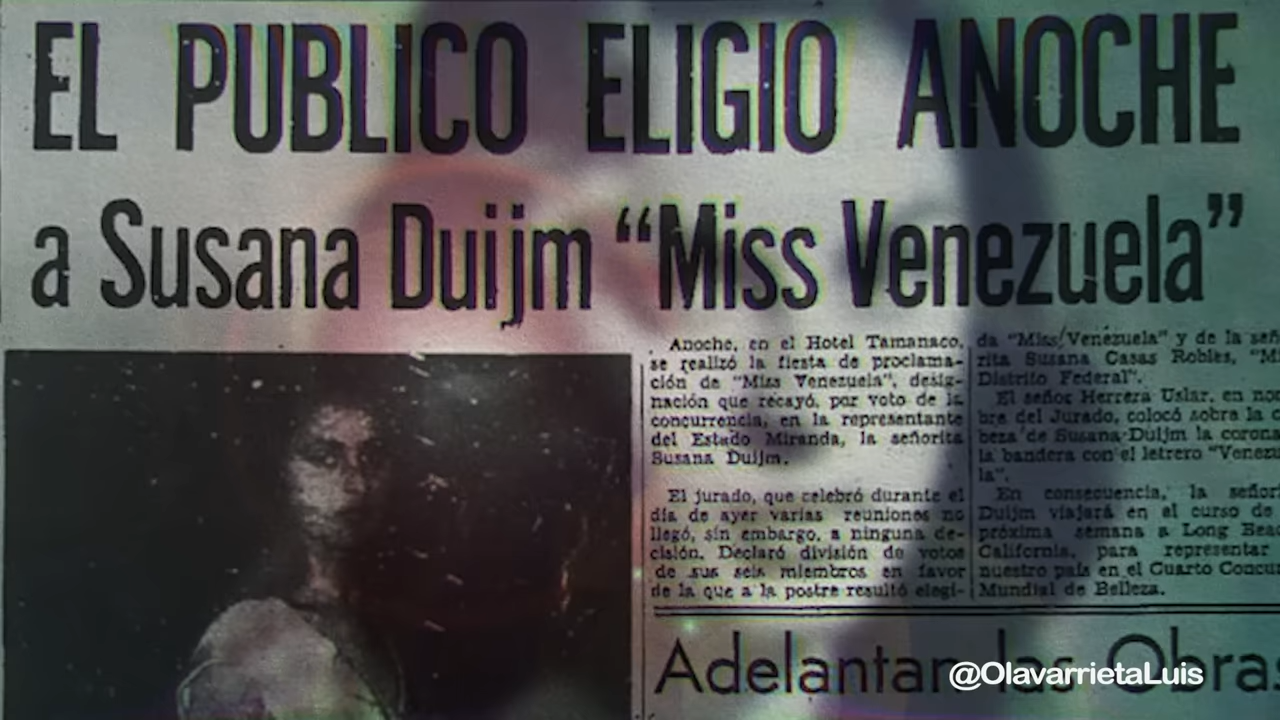 EL PUBLICO ELIGIO ANOCHE
a Susana Duijm “Miss Venezuela”
Anoche, en el Hotel Tamanaco,
se realizó la fiesta de proclama-
ción de “Miss Venezuela”, desig-
nación que recayó, por voto de la
concurrencia, en la representante
del Estado Miranda, la señorita
Susana Duijm.
El jurado, que celebró durante el
día de ayer varias reuniones no
llegó, sin embargo, a ninguna de-
cisión. Declaró división de votos
de sus seis miembros en favor
de la que a la postre resultó elegi-
da “Miss Venezuela” y de la señ
rita Susana Casas Robles, “M
Distrito Federal”.
El señor Herrera Uslar, en no
bre del Jurado, colocó sobre la c
beza de Susana Duijm la corona
la bandera con el letrero “Venezu
la”.
En consecuencia, la señor
Duijm viajará en el curso de
próxima semana a Long Bea
California, para representar
nuestro país en el Cuarto Concu
Mundial de Belleza.
Adelantan las Obras
@OlavarrietaLuis